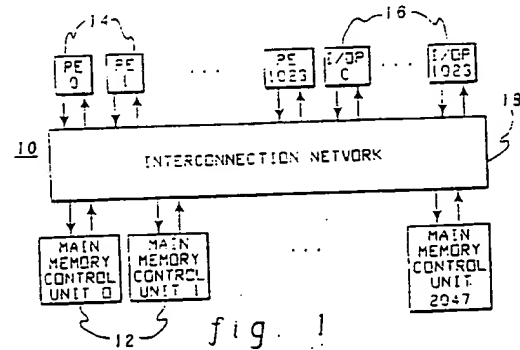 14
16
PE
0
PE
1
...
PE
1023
I/OP
0
...
I/OP
1023
10
INTERCONNECTION NETWORK
18
MAIN
MEMORY
CONTROL
UNIT 0
MAIN
MEMORY
CONTROL
UNIT 1
...
MAIN
MEMORY
CONTROL
UNIT
2047
12
fig. 1